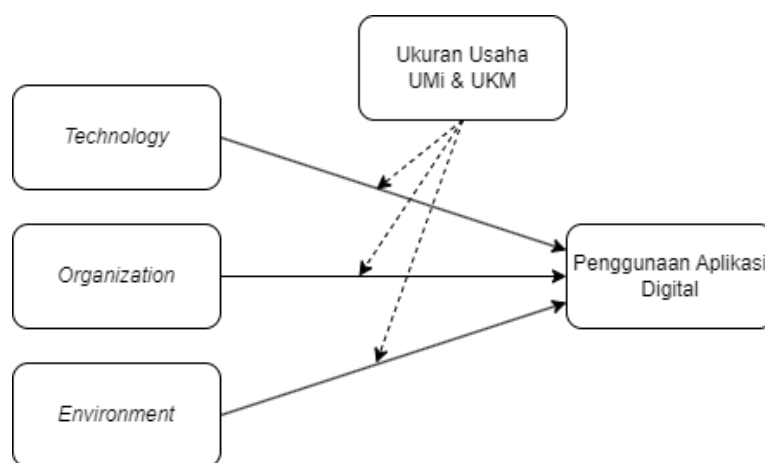 Ukuran Usaha
UMi & UKM
Technology
Organization
Penggunaan Aplikasi
Digital
Environment